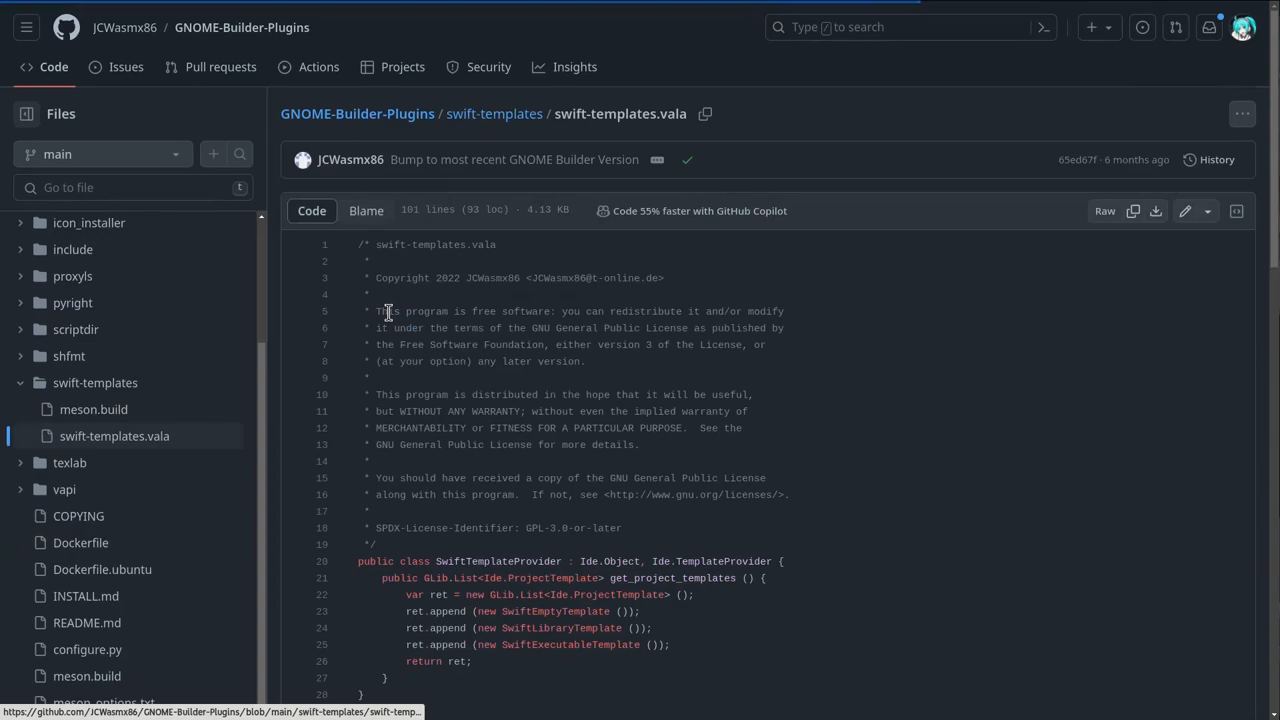 JCWasmx86 / GNOME-Builder-Plugins
Type / to search
Code Issues Pull requests Actions Projects Security Insights
Files
main
Go to file t
icon_installer
include
proxyls
pyright
scriptdir
shfmt
swift-templates
meson.build
swift-templates.vala
texlab
vapi
COPYING
Dockerfile
Dockerfile.ubuntu
INSTALL.md
README.md
configure.py
meson.build
meson_options.txt
https://github.com/JCWasmx86/GNOME-Builder-Plugins/blob/main/swift-templates/swift-temp...
GNOME-Builder-Plugins / swift-templates / swift-templates.vala
JCWasmx86 Bump to most recent GNOME Builder Version
65ed67f · 6 months ago History
Code Blame 101 lines (93 loc) · 4.13 KB Code 55% faster with GitHub Copilot Raw
1 /* swift-templates.vala
2 *
3 * Copyright 2022 JCWasmx86 <JCWasmx86@t-online.de>
4 *
5 * This program is free software: you can redistribute it and/or modify
6 * it under the terms of the GNU General Public License as published by
7 * the Free Software Foundation, either version 3 of the License, or
8 * (at your option) any later version.
9 *
10 * This program is distributed in the hope that it will be useful,
11 * but WITHOUT ANY WARRANTY; without even the implied warranty of
12 * MERCHANTABILITY or FITNESS FOR A PARTICULAR PURPOSE.  See the
13 * GNU General Public License for more details.
14 *
15 * You should have received a copy of the GNU General Public License
16 * along with this program.  If not, see <http://www.gnu.org/licenses/>.
17 *
18 * SPDX-License-Identifier: GPL-3.0-or-later
19 */
20 public class SwiftTemplateProvider : Ide.Object, Ide.TemplateProvider {
21 public GLib.List<Ide.ProjectTemplate> get_project_templates () {
22 var ret = new GLib.List<Ide.ProjectTemplate> ();
23 ret.append (new SwiftEmptyTemplate ());
24 ret.append (new SwiftLibraryTemplate ());
25 ret.append (new SwiftExecutableTemplate ());
26 return ret;
27 }
28 }